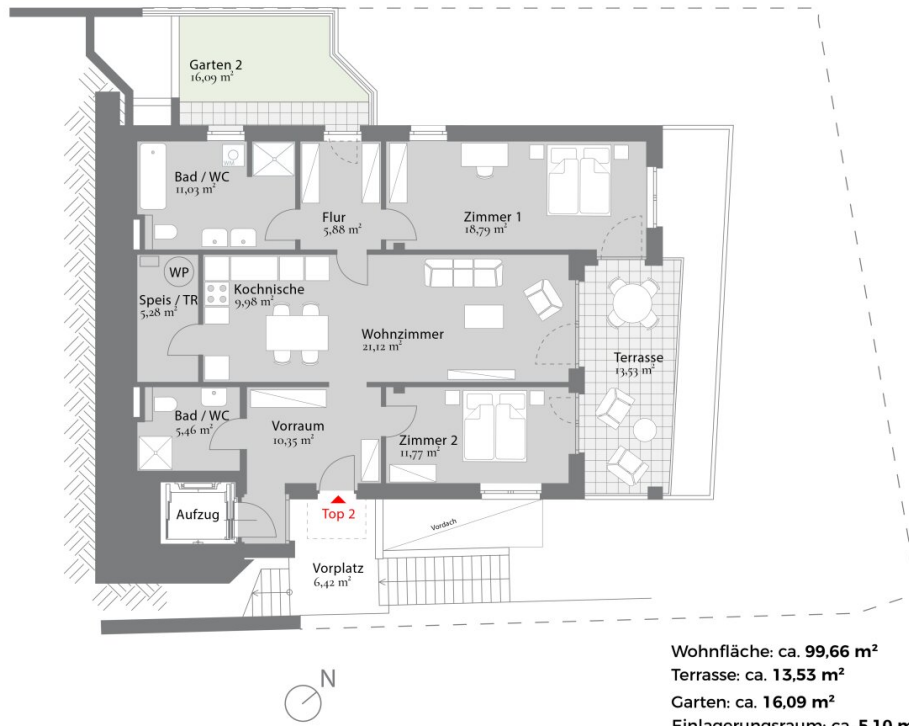 Garten 2
16,09 m²
Bad / WC
11,03 m²
Flur
5,88 m²
Zimmer 1
18,79 m²
WP
Speis / TR
5,28 m²
Kochnische
9,98 m²
Wohnzimmer
21,12 m²
Terrasse
13,53 m²
Bad / WC
5,46 m²
Vorraum
10,35 m²
Zimmer 2
11,77 m²
Aufzug
Top 2
Vordach
Vorplatz
6,42 m²
N
Wohnfläche: ca. 99,66 m²
Terrasse: ca. 13,53 m²
Garten: ca. 16,09 m²
Einlagerungsraum: ca. 5,10 m